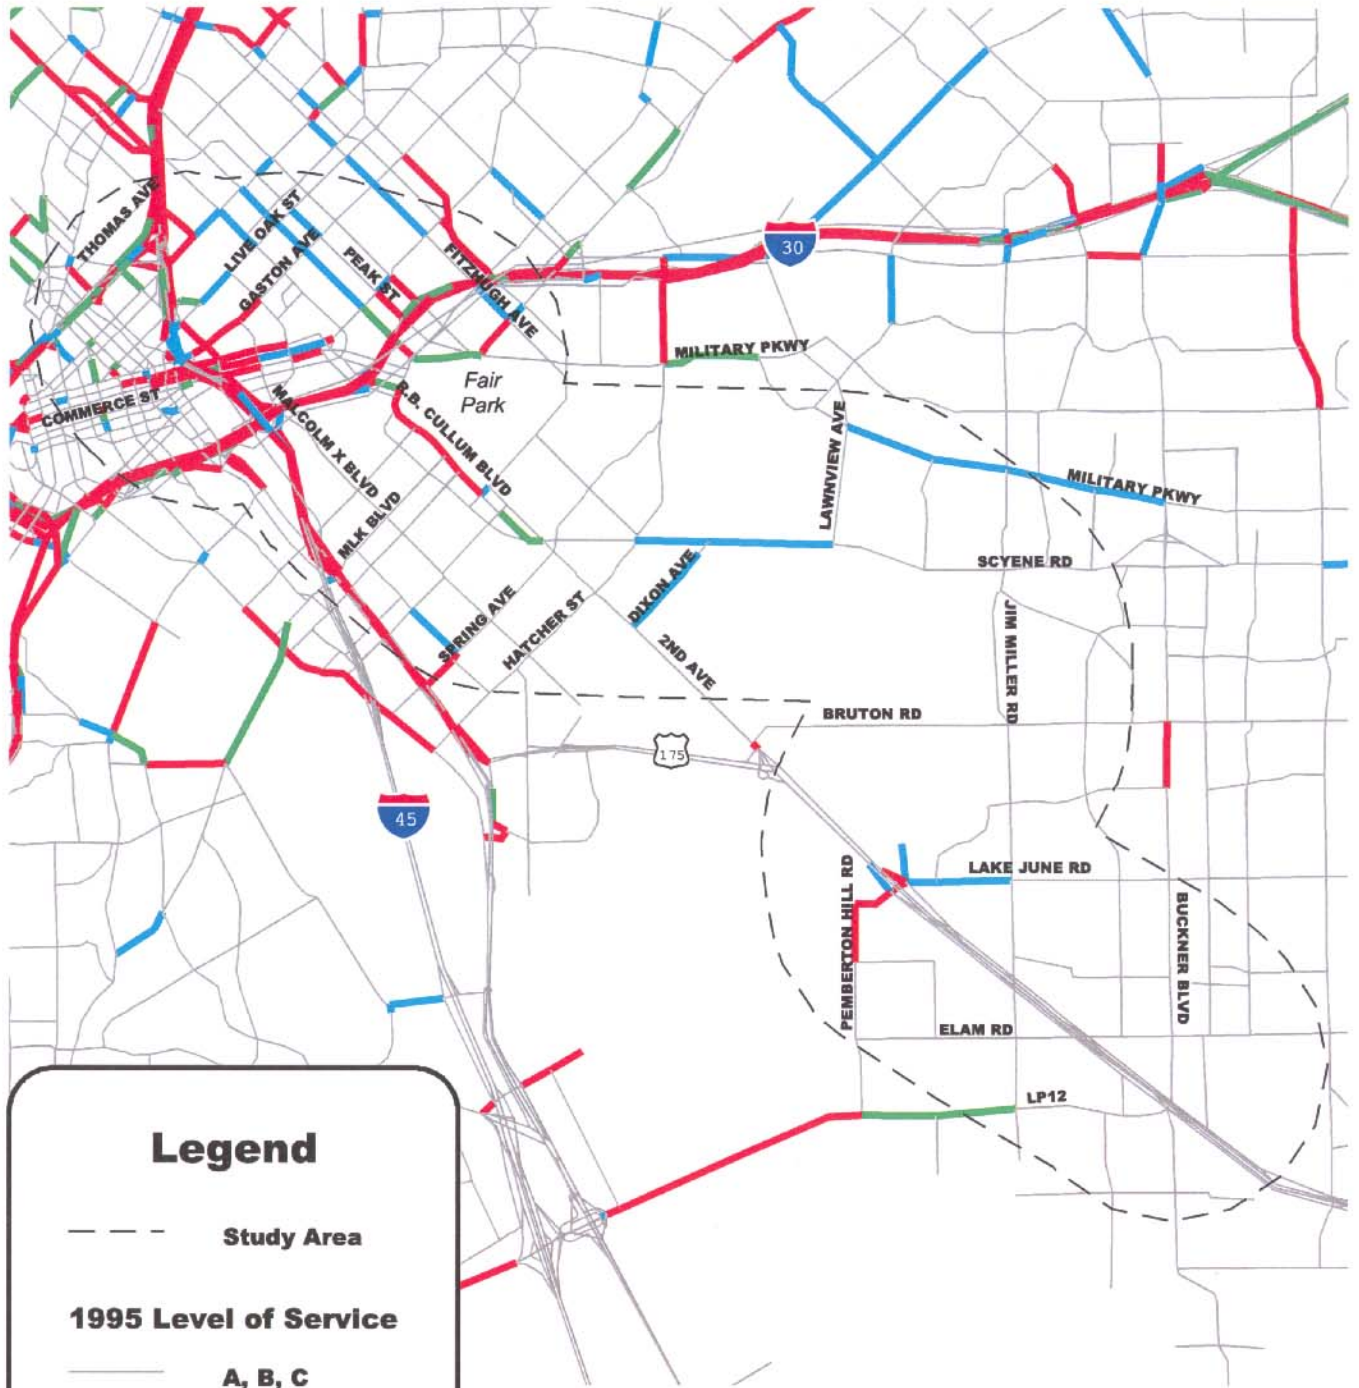 THOMAS AVE
LIVE OAK ST
GASTON AVE
PEAK ST
FITZHUGH AVE
30
MILITARY PKWY
Fair
Park
COMMERCE ST
MALCOLM X BLVD
R.B. CULLUM BLVD
MLK BLVD
LAWNVIEW AVE
MILITARY PKWY
SCYENE RD
DIXON AVE
SPRING AVE
HATCHER ST
2ND AVE
JIM MILLER RD
BRUTON RD
175
45
LAKE JUNE RD
PEMBERTON HILL RD
BUCKNER BLVD
ELAM RD
LP12
Legend
Study Area
1995 Level of Service
A, B, C